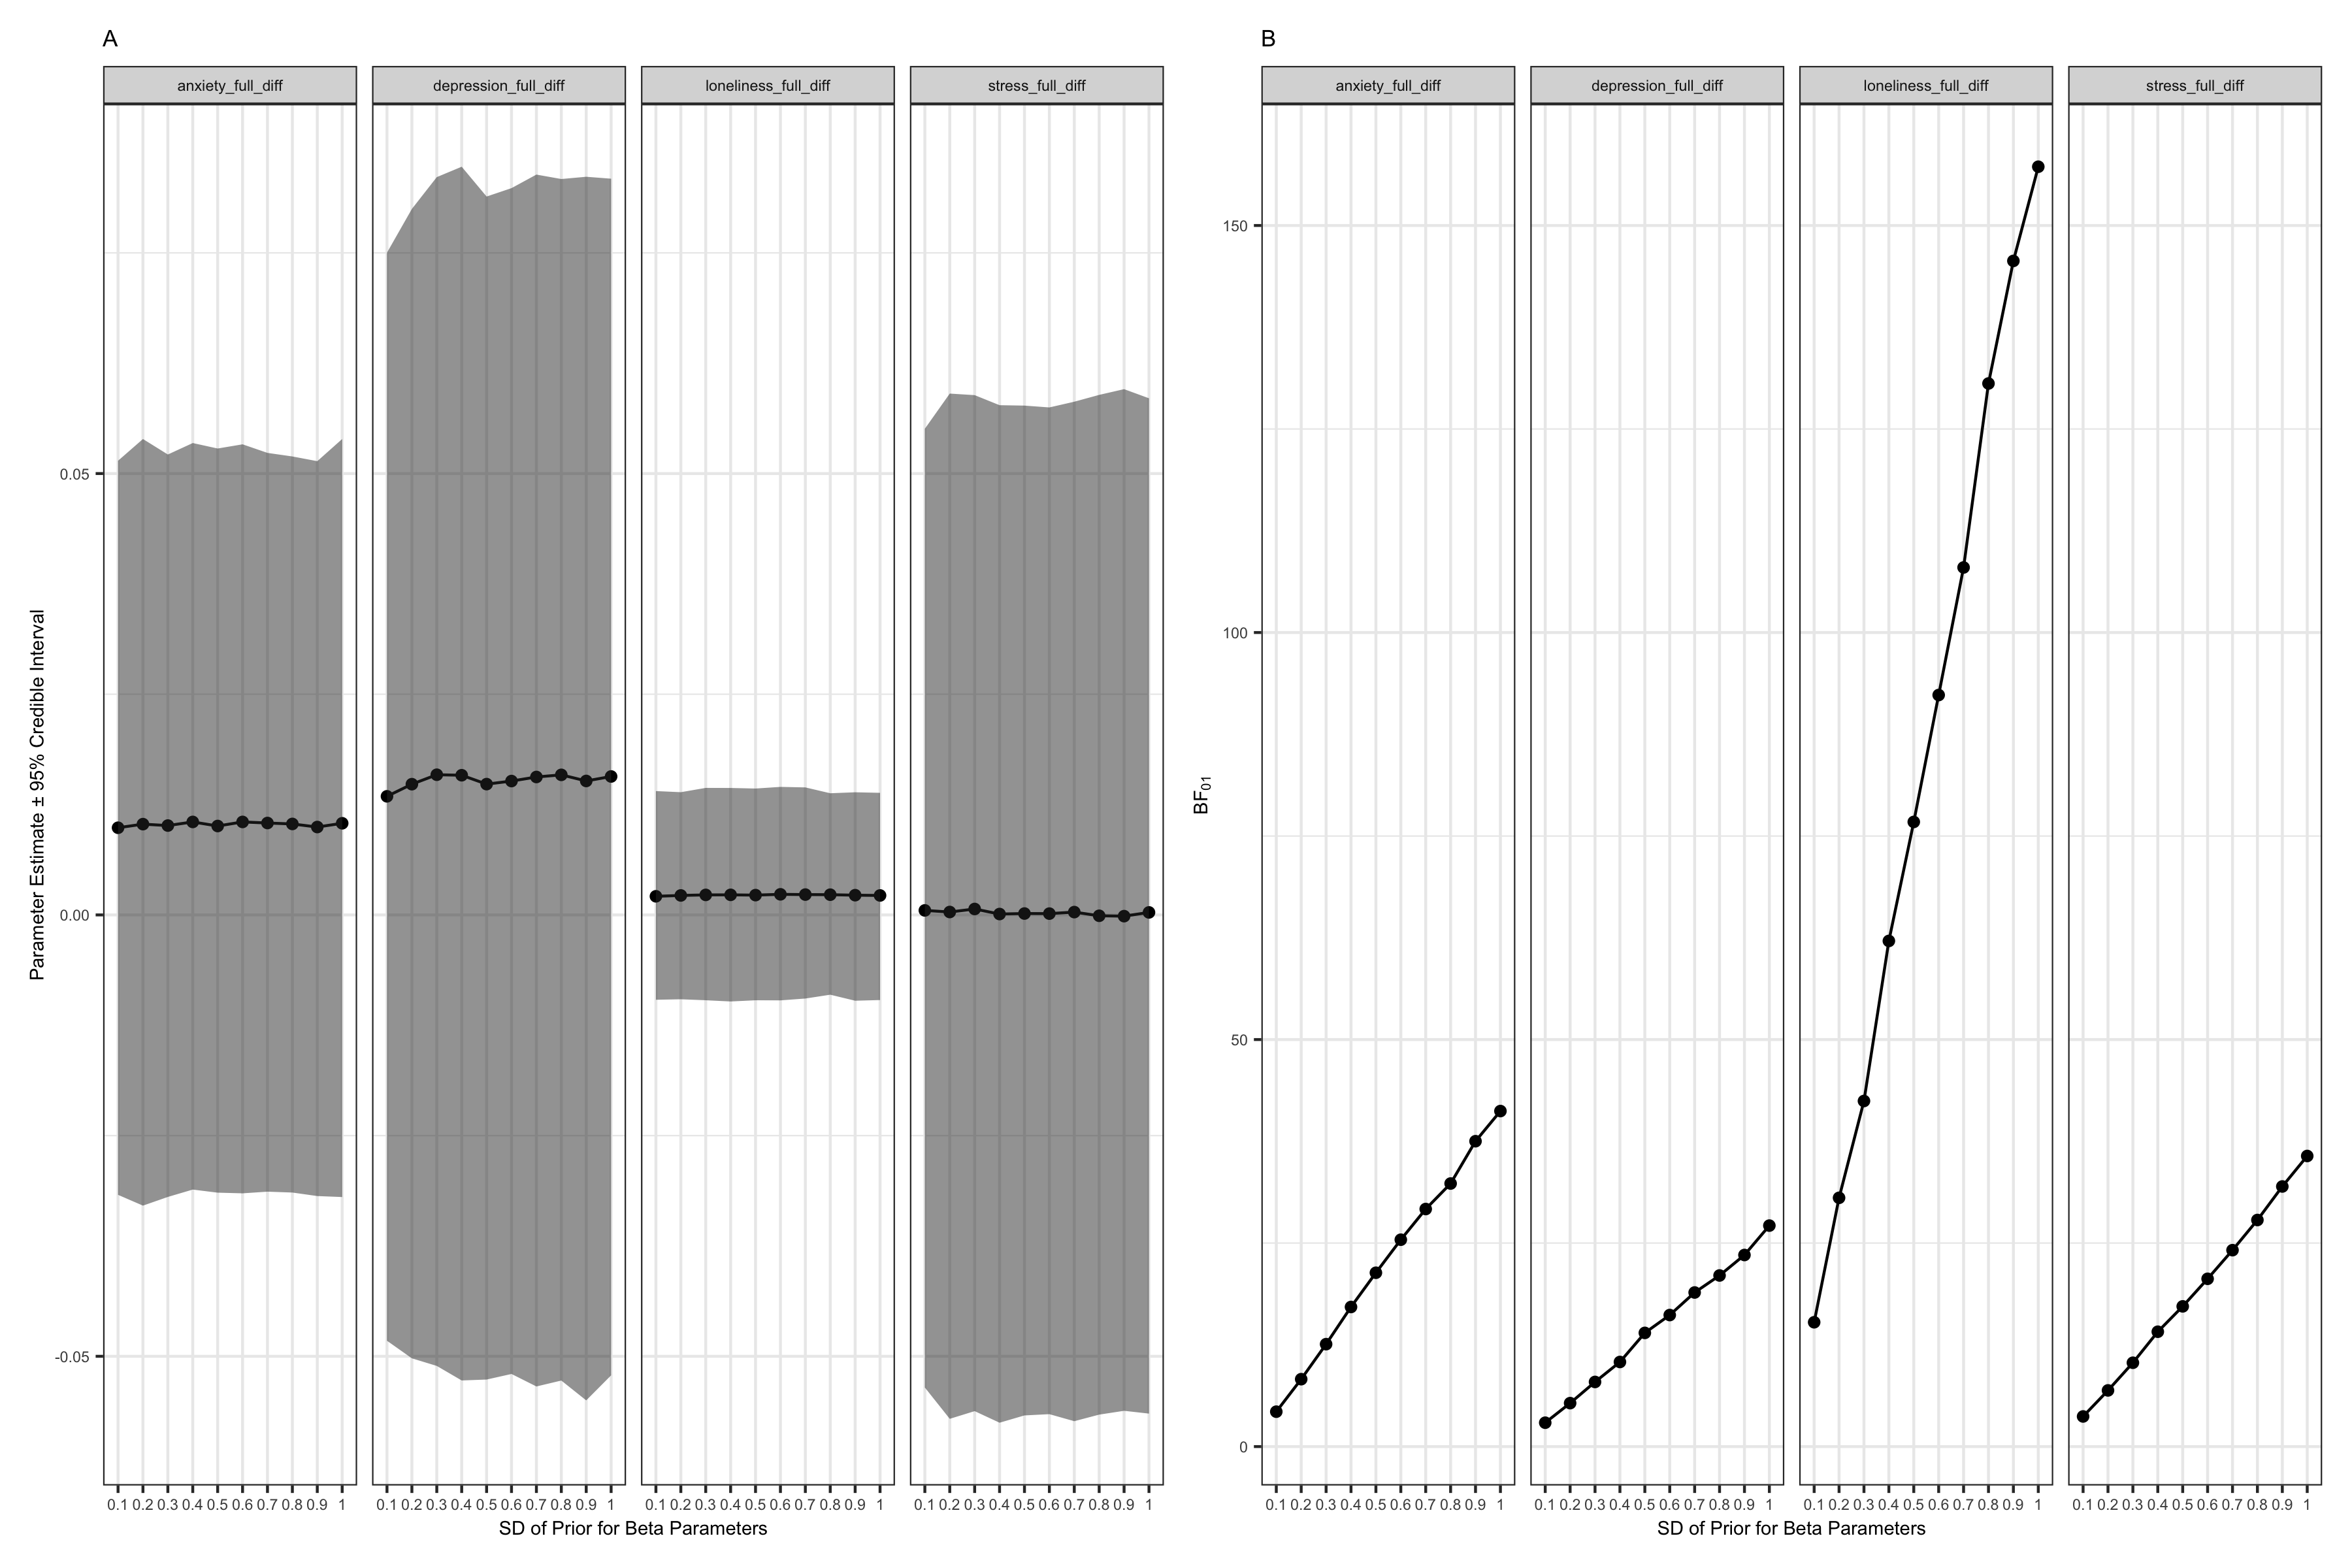 A
anxiety_full_diff
depression_full_diff
loneliness_full_diff
stress_full_diff
Parameter Estimate ± 95% Credible Interval
0.05
0.00
-0.05
0.1 0.2 0.3 0.4 0.5 0.6 0.7 0.8 0.9 1
0.1 0.2 0.3 0.4 0.5 0.6 0.7 0.8 0.9 1
0.1 0.2 0.3 0.4 0.5 0.6 0.7 0.8 0.9 1
0.1 0.2 0.3 0.4 0.5 0.6 0.7 0.8 0.9 1
SD of Prior for Beta Parameters
B
anxiety_full_diff
depression_full_diff
loneliness_full_diff
stress_full_diff
BF01
150
100
50
0
0.1 0.2 0.3 0.4 0.5 0.6 0.7 0.8 0.9 1
0.1 0.2 0.3 0.4 0.5 0.6 0.7 0.8 0.9 1
0.1 0.2 0.3 0.4 0.5 0.6 0.7 0.8 0.9 1
0.1 0.2 0.3 0.4 0.5 0.6 0.7 0.8 0.9 1
SD of Prior for Beta Parameters